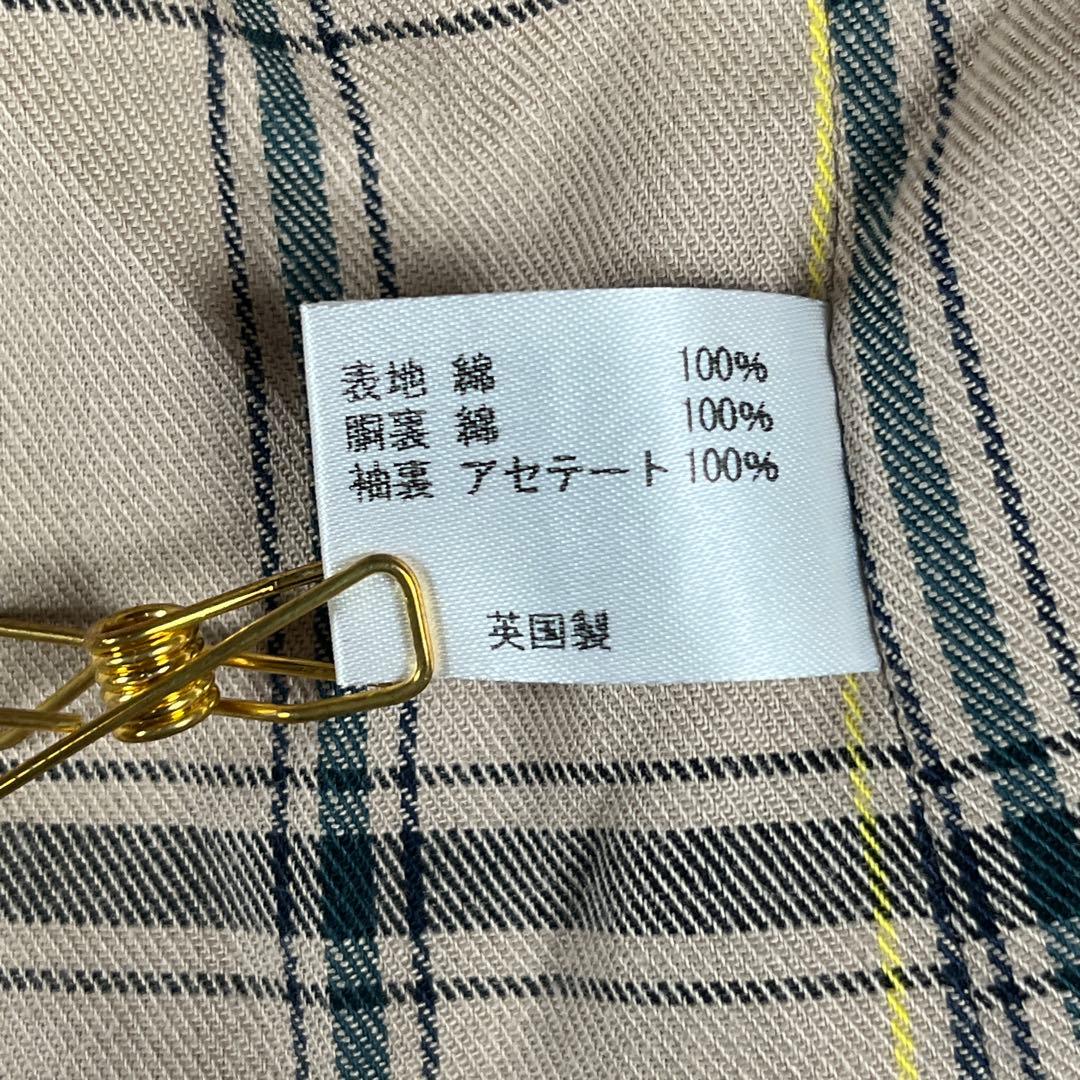 表地 綿 100%
胴裏 綿 100%
袖裏 アセテート 100%
英国製